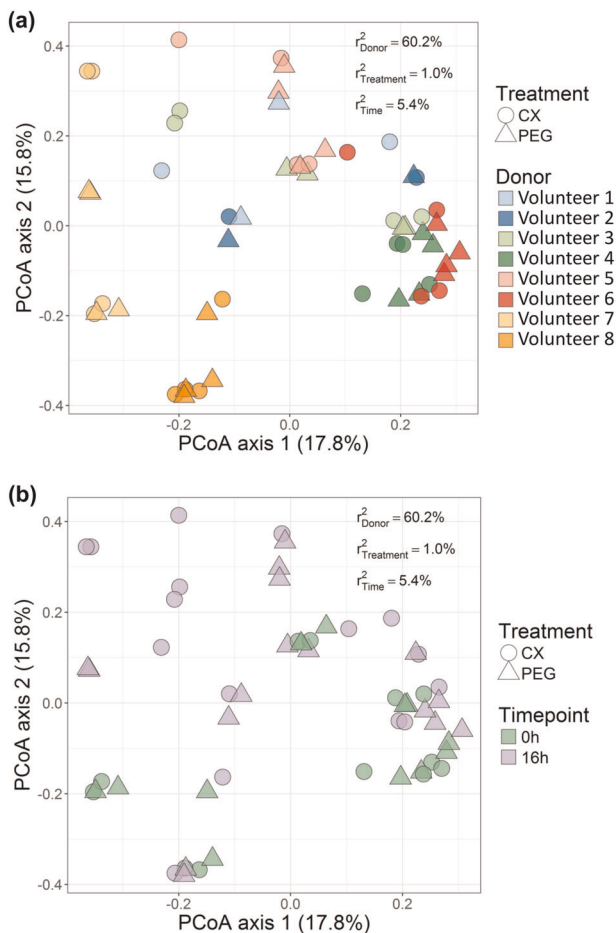 (a)
r²Donor = 60.2%
r²Treatment = 1.0%
r²Time = 5.4%
0.4
0.2
0.0
-0.2
-0.4
PCoA axis 2 (15.8%)
-0.2 0.0 0.2
PCoA axis 1 (17.8%)
Treatment
CX
PEG
Donor
Volunteer 1
Volunteer 2
Volunteer 3
Volunteer 4
Volunteer 5
Volunteer 6
Volunteer 7
Volunteer 8
(b)
r²Donor = 60.2%
r²Treatment = 1.0%
r²Time = 5.4%
0.4
0.2
0.0
-0.2
-0.4
PCoA axis 2 (15.8%)
-0.2 0.0 0.2
PCoA axis 1 (17.8%)
Treatment
CX
PEG
Timepoint
0h
16h